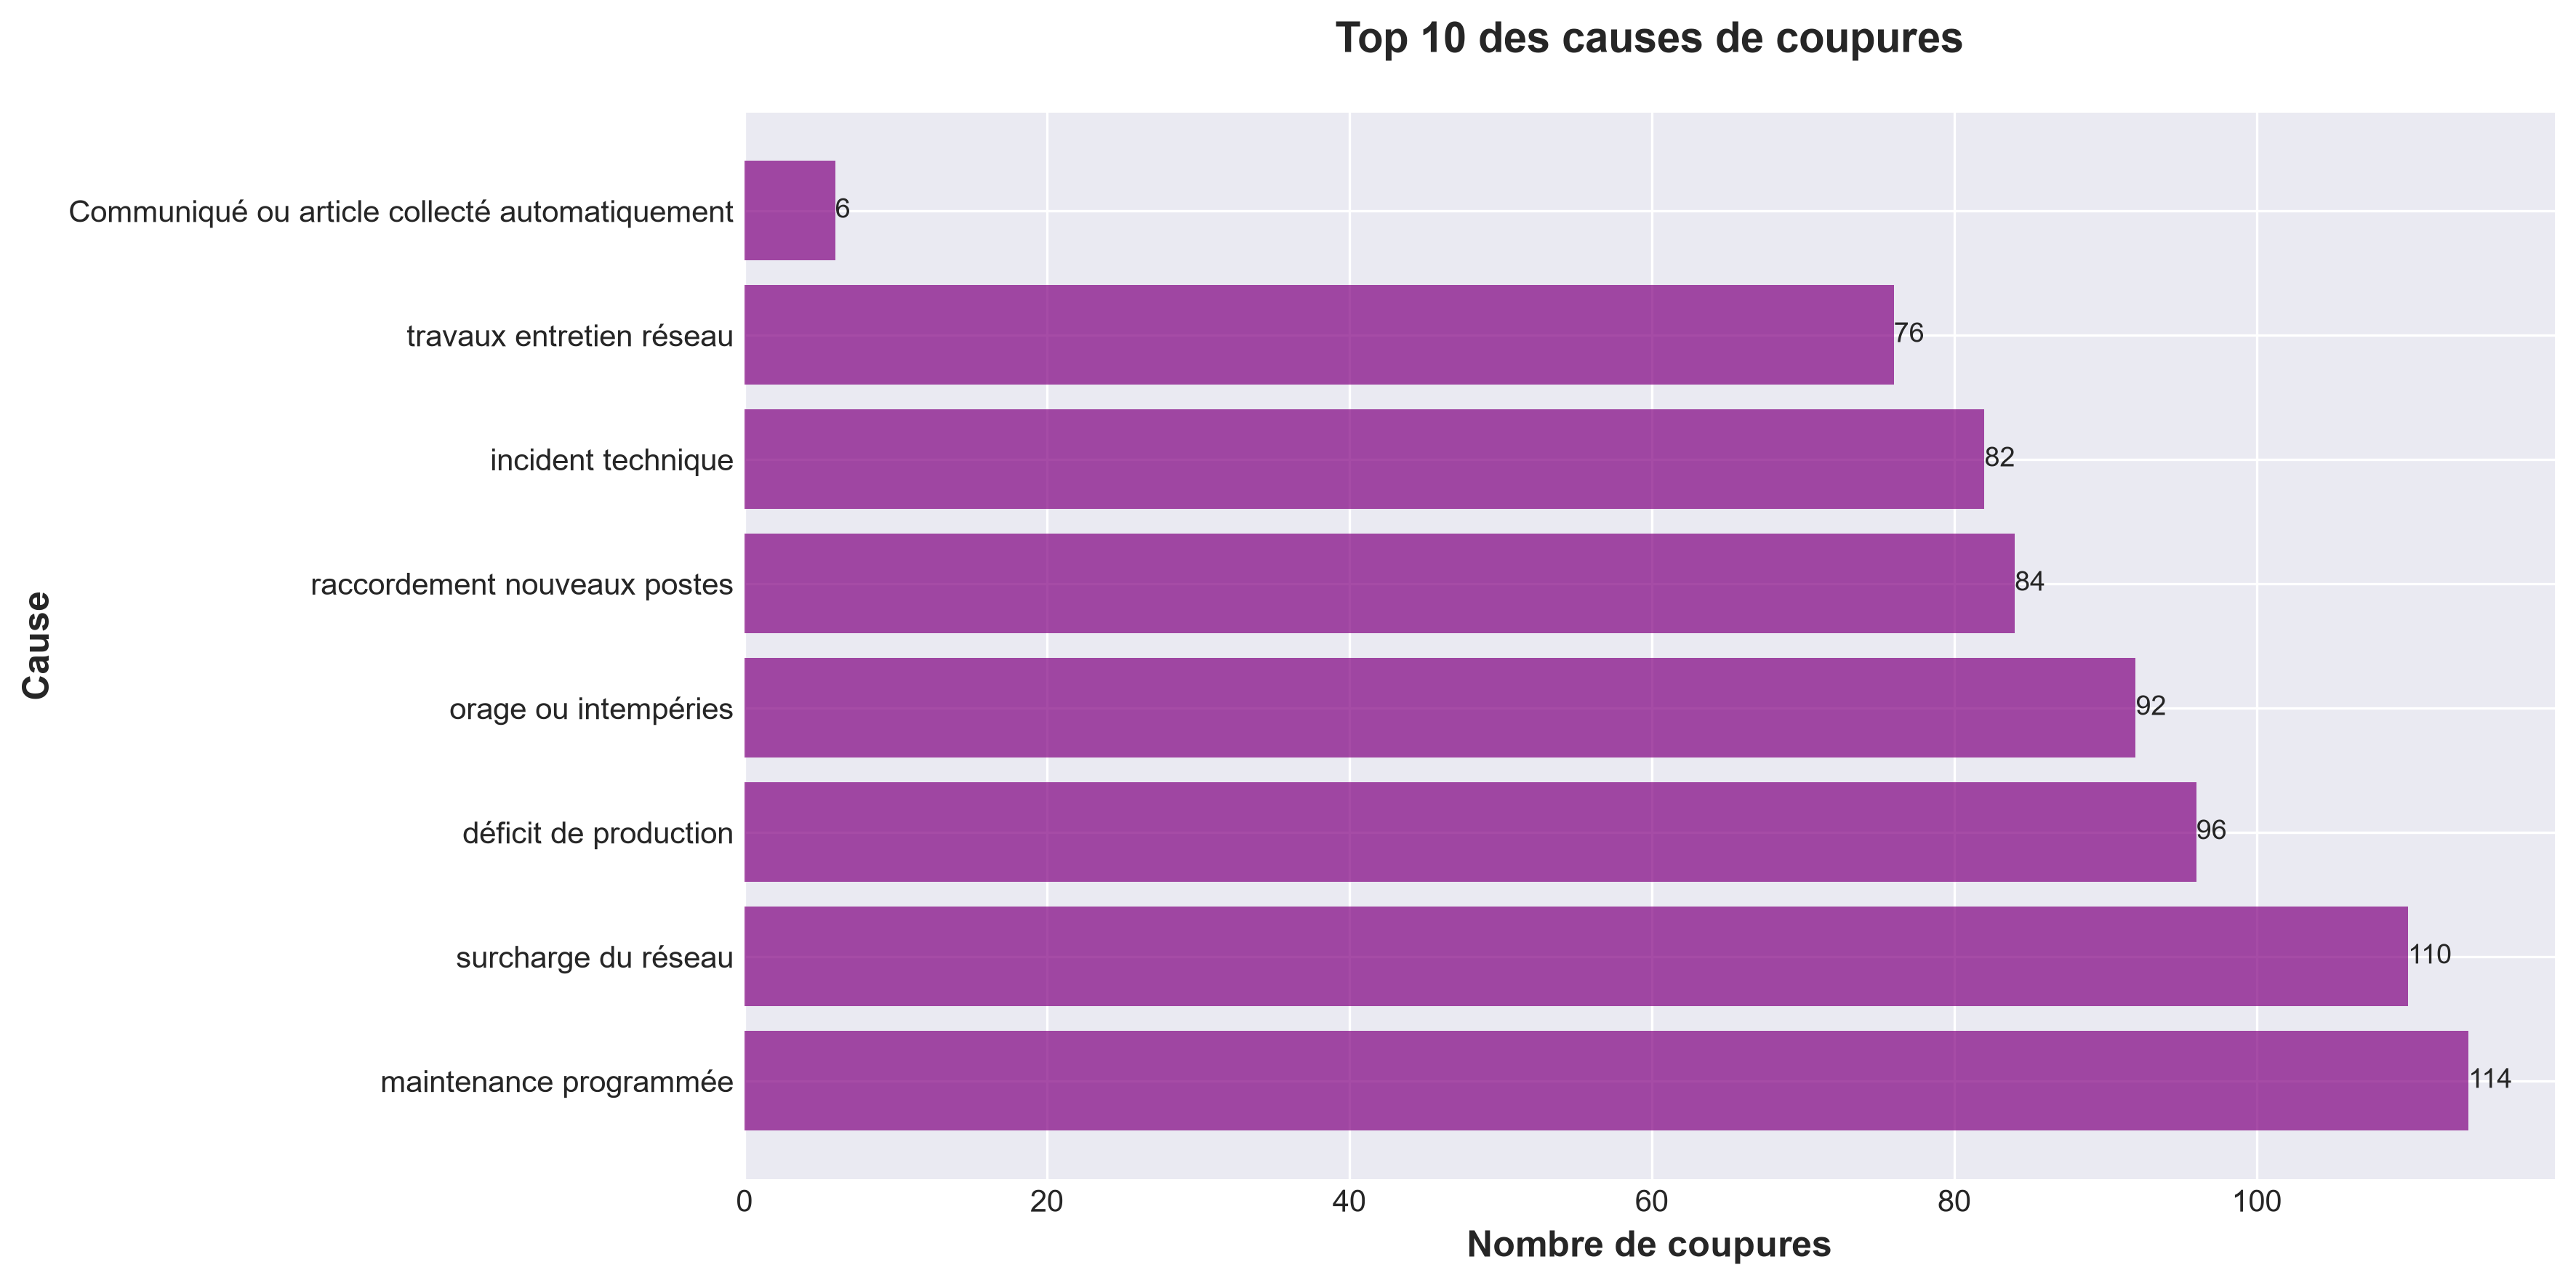 Top 10 des causes de coupures
Cause
Communiqué ou article collecté automatiquement 6
travaux entretien réseau 76
incident technique 82
raccordement nouveaux postes 84
orage ou intempéries 92
déficit de production 96
surcharge du réseau 110
maintenance programmée 114
0 20 40 60 80 100
Nombre de coupures